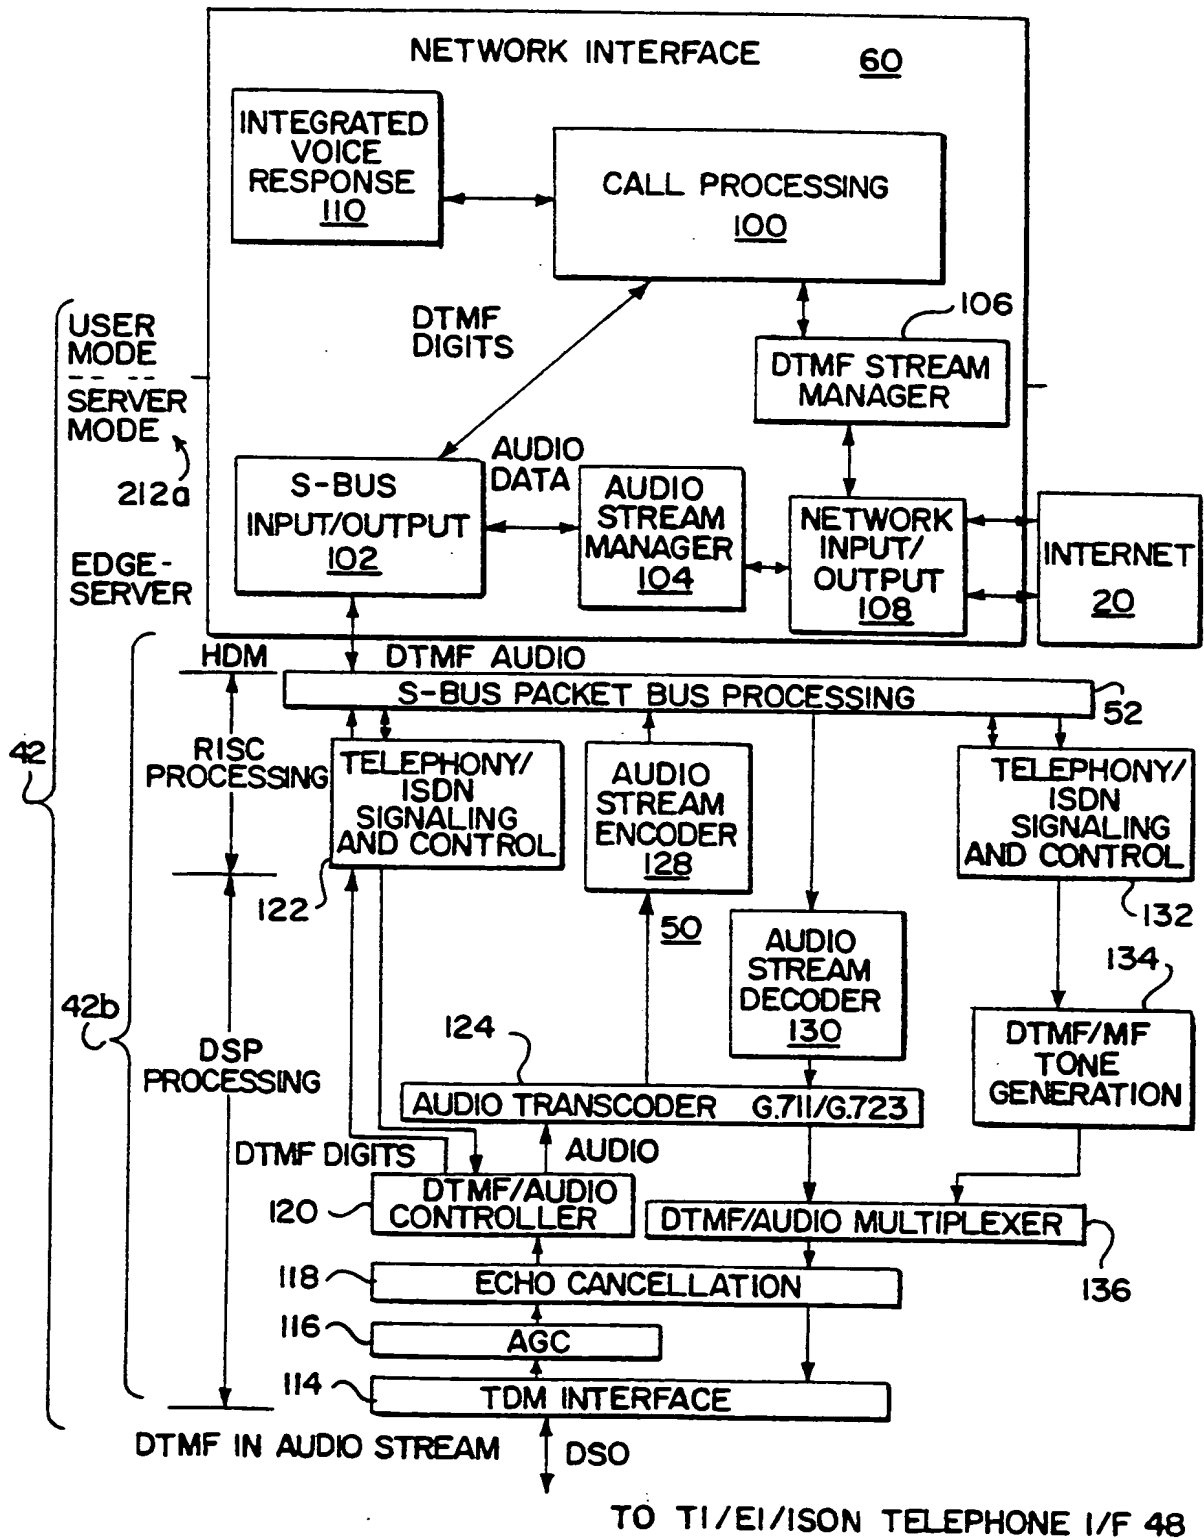 NETWORK INTERFACE 60
INTEGRATED
VOICE
RESPONSE
110
CALL PROCESSING
100
DTMF
DIGITS
106
DTMF STREAM
MANAGER
USER
MODE
SERVER
MODE
212a
EDGE-
SERVER
S-BUS
INPUT/OUTPUT
102
AUDIO
DATA
AUDIO
STREAM
MANAGER
104
NETWORK
INPUT/
OUTPUT
108
INTERNET
20
HDM
DTMF AUDIO
S-BUS PACKET BUS PROCESSING
52
42
RISC
PROCESSING
TELEPHONY/
ISDN
SIGNALING
AND CONTROL
122
AUDIO
STREAM
ENCODER
128
50
TELEPHONY/
ISDN
SIGNALING
AND CONTROL
132
AUDIO
STREAM
DECODER
130
134
DTMF/MF
TONE
GENERATION
42b
DSP
PROCESSING
124
AUDIO TRANSCODER G.711/G.723
DTMF DIGITS
AUDIO
120
DTMF/AUDIO
CONTROLLER
DTMF/AUDIO MULTIPLEXER
136
118
ECHO CANCELLATION
116
AGC
114
TDM INTERFACE
DTMF IN AUDIO STREAM
DSO
TO T1/E1/ISON TELEPHONE I/F 48